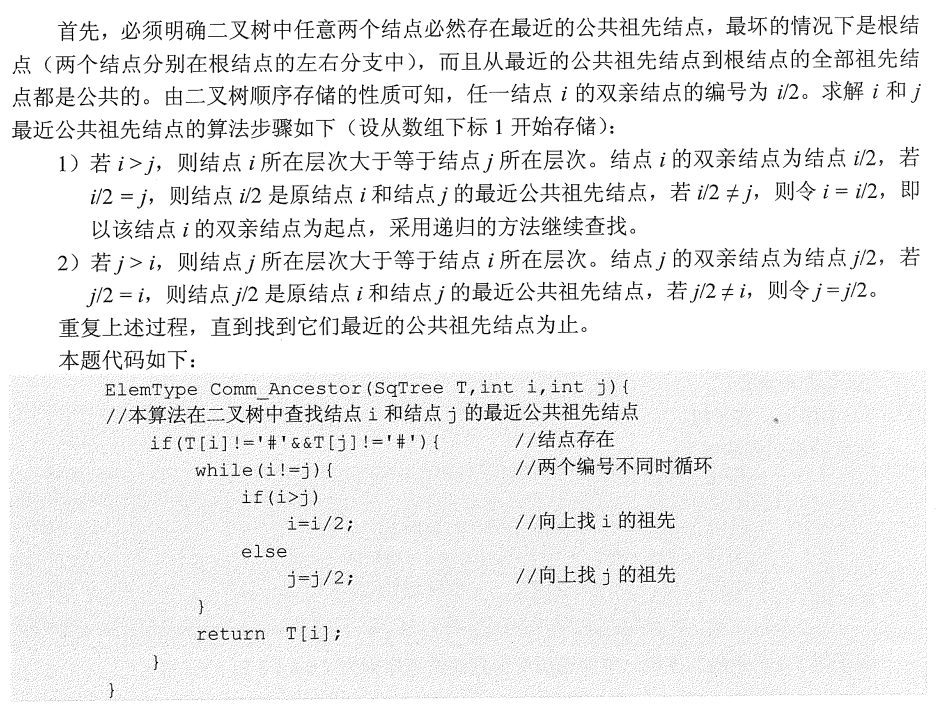 首先，必须明确二叉树中任意两个结点必然存在最近的公共祖先结点，最坏的情况下是根结
点（两个结点分别在根结点的左右分支中），而且从最近的公共祖先结点到根结点的全部祖先结
点都是公共的。由二叉树顺序存储的性质可知，任一结点 i 的双亲结点的编号为 i/2。求解 i 和 j
最近公共祖先结点的算法步骤如下（设从数组下标 1 开始存储）：
1）若 i > j，则结点 i 所在层次大于等于结点 j 所在层次。结点 i 的双亲结点为结点 i/2，若
i/2 = j，则结点 i/2 是原结点 i 和结点 j 的最近公共祖先结点，若 i/2 ≠ j，则令 i = i/2，即
以该结点 i 的双亲结点为起点，采用递归的方法继续查找。
2）若 j > i，则结点 j 所在层次大于等于结点 i 所在层次。结点 j 的双亲结点为结点 j/2，若
j/2 = i，则结点 j/2 是原结点 i 和结点 j 的最近公共祖先结点，若 j/2 ≠ i，则令 j = j/2。
重复上述过程，直到找到它们最近的公共祖先结点为止。
本题代码如下：
ElemType Comm_Ancestor(SqTree T,int i,int j){
//本算法在二叉树中查找结点 i 和结点 j 的最近公共祖先结点
if(T[i]!='#'&&T[j]!='#'){ //结点存在
while(i!=j){ //两个编号不同时循环
if(i>j)
i=i/2; //向上找 i 的祖先
else
j=j/2; //向上找 j 的祖先
}
return T[i];
}
}